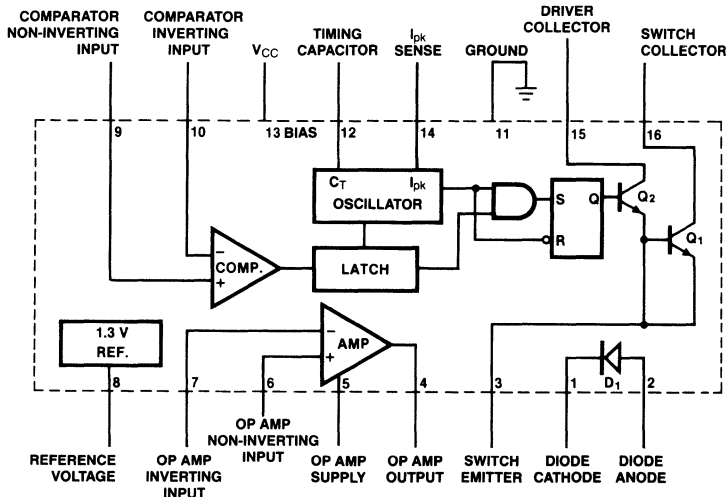 COMPARATOR
NON-INVERTING
INPUT
COMPARATOR
INVERTING
INPUT
VCC
TIMING
CAPACITOR
Ipk
SENSE
GROUND
DRIVER
COLLECTOR
SWITCH
COLLECTOR
9
10
13 BIAS
12
14
11
15
16
CT
Ipk
OSCILLATOR
S
Q
R
Q2
Q1
−
COMP.
+
LATCH
1.3 V
REF.
−
AMP
+
D1
8
7
6
5
4
3
1
2
REFERENCE
VOLTAGE
OP AMP
INVERTING
INPUT
OP AMP
NON-INVERTING
INPUT
OP AMP
SUPPLY
OP AMP
OUTPUT
SWITCH
EMITTER
DIODE
CATHODE
DIODE
ANODE